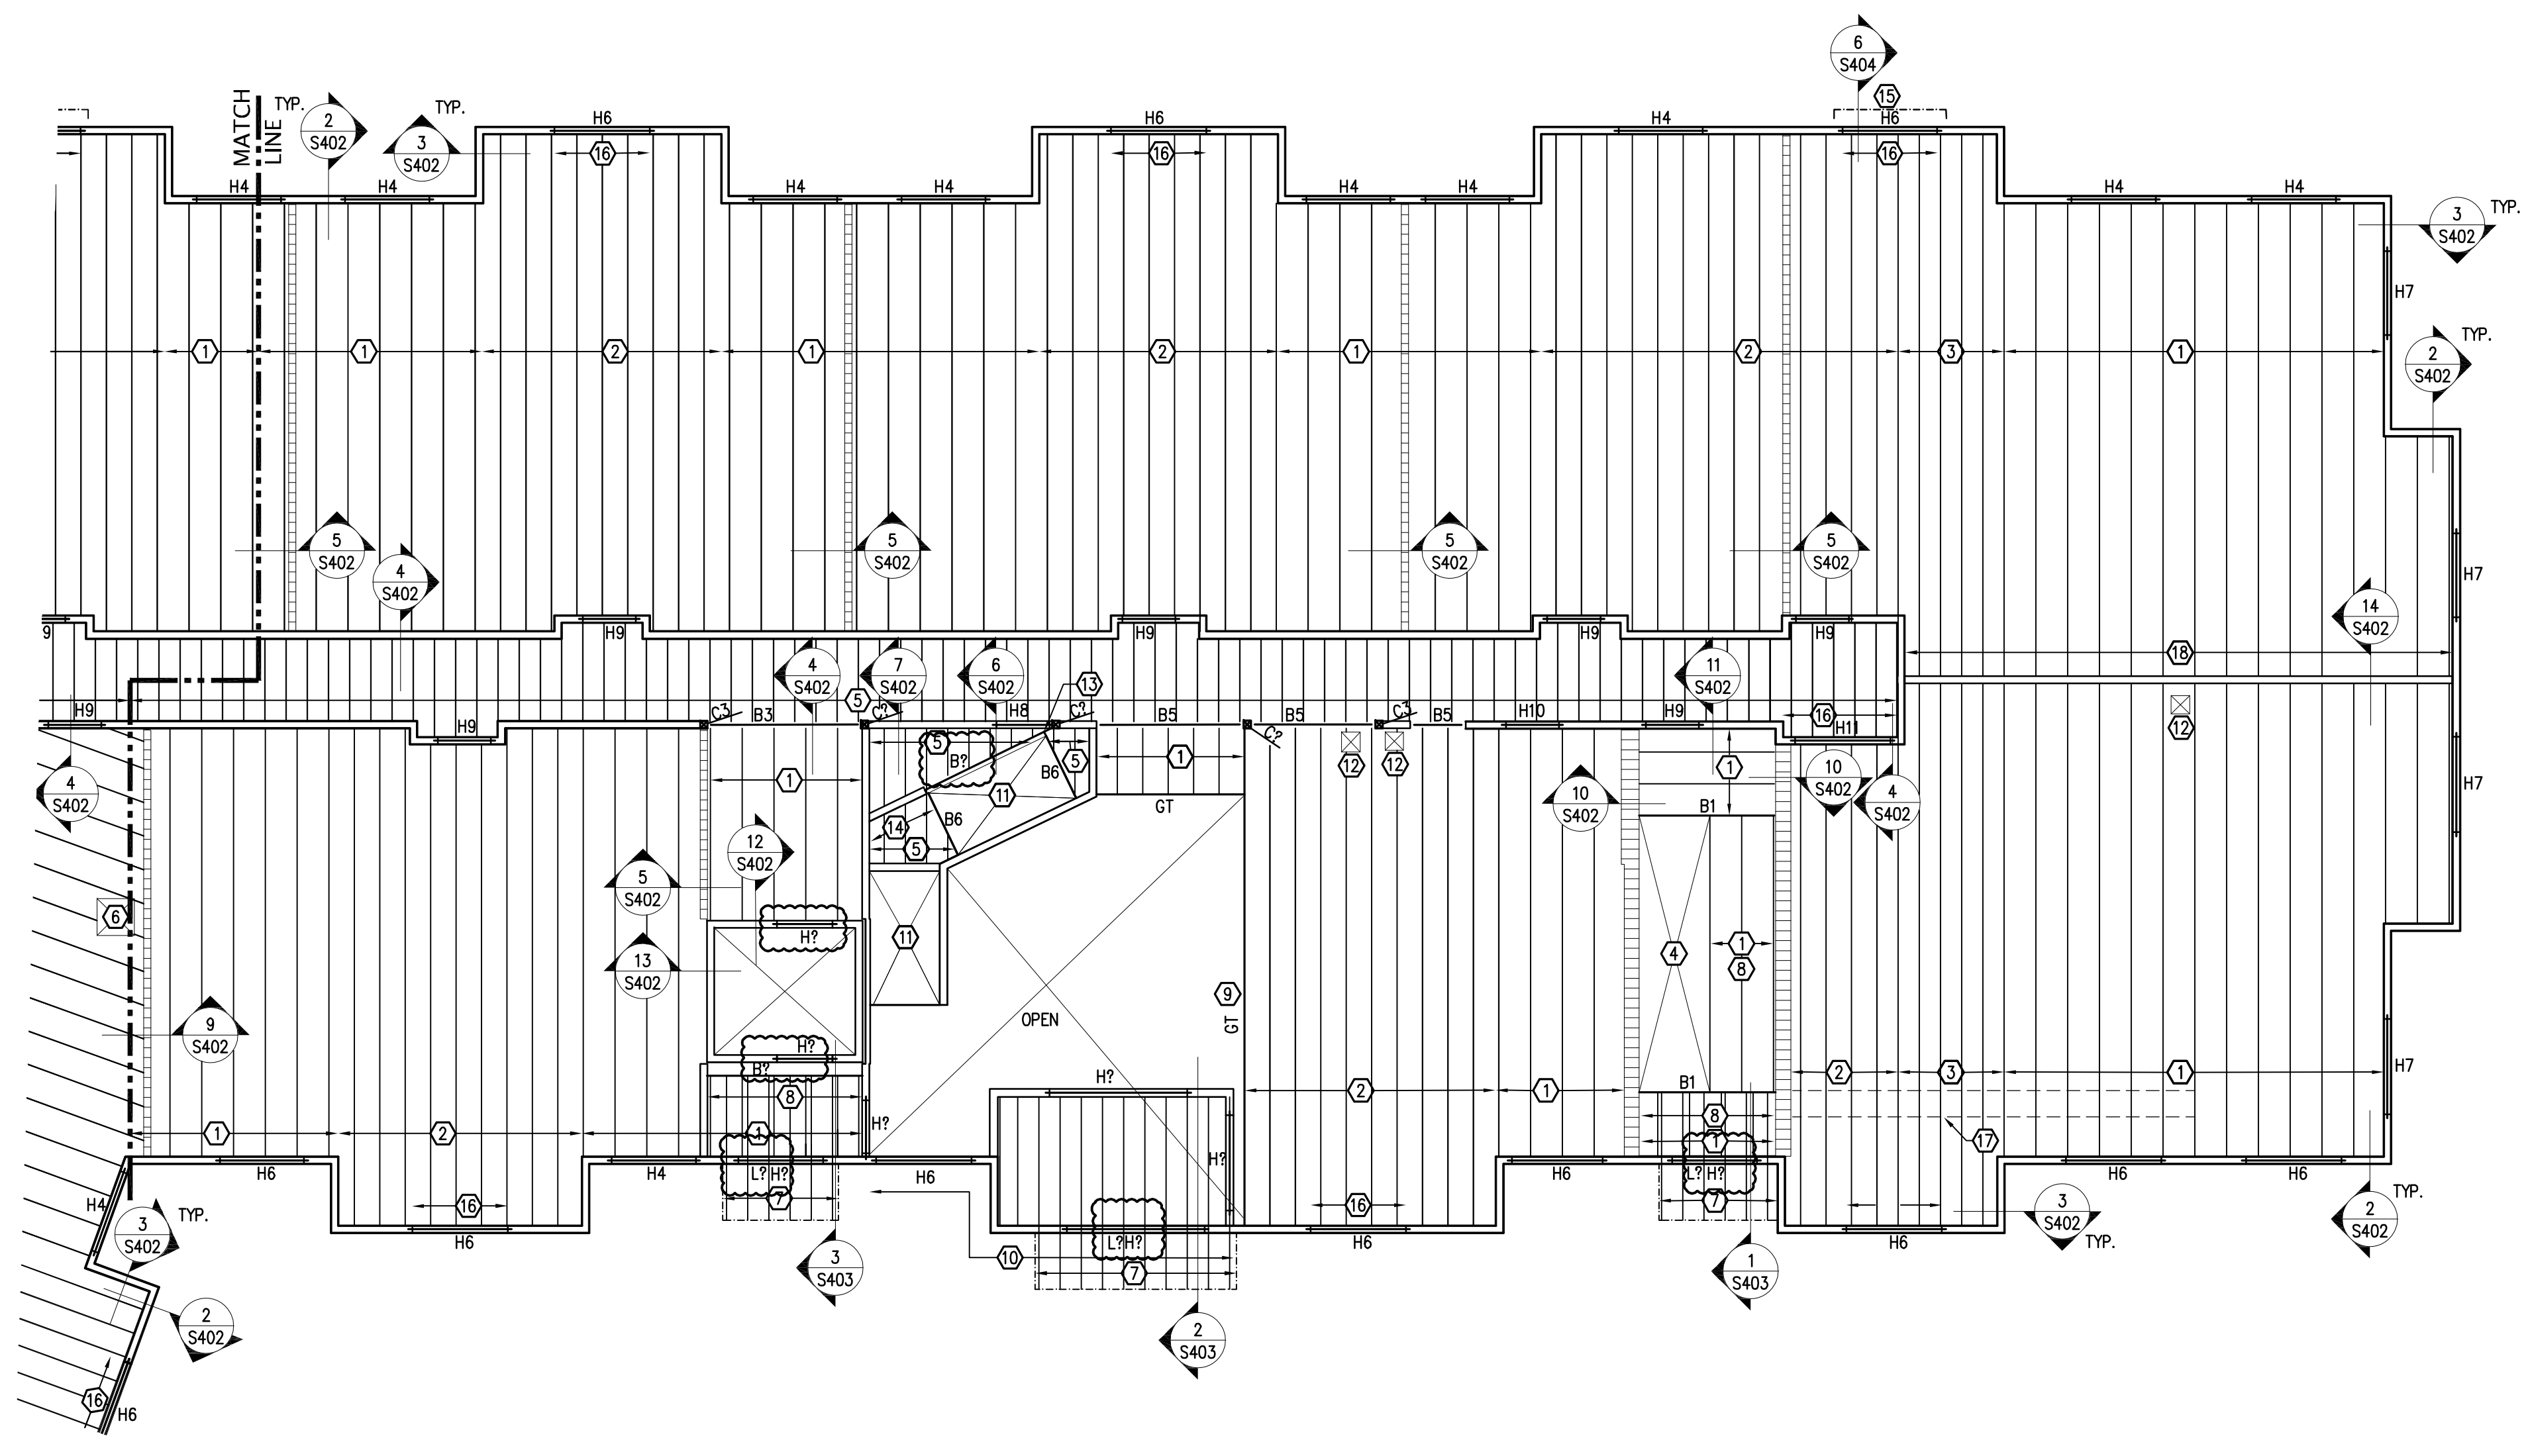 6
S404
15
MATCH
LINE
TYP.
2
S402
TYP.
3
S402
H6
H6
H4
H6
16
16
16
H4
H4
H4
H4
H4
H4
H4
H4
3
S402
TYP.
H7
TYP.
2
S402
1
1
2
1
2
1
2
3
1
5
S402
5
S402
5
S402
5
S402
4
S402
H7
14
S402
9
H9
H9
H9
H9
18
4
S402
7
S402
6
S402
11
S402
13
5
H9
H9
C3
B3
C?
H8
C?
B5
B5
C?
C3
B5
H10
H9
16
H11
12
5
B?
5
B6
1
12
12
1
H7
4
S402
1
11
GT
10
S402
B1
10
S402
4
S402
14
B6
12
S402
5
5
S402
6
H?
11
4
1
8
13
S402
9
GT
9
S402
OPEN
H?
B?
8
H?
H?
2
1
B1
2
3
1
H7
8
1
2
1
1
17
H6
H4
L? H?
H6
H?
H6
L? H?
H6
H6
7
16
16
7
3
S402
TYP.
H4
3
S402
TYP.
TYP.
2
S402
H6
L?H?
H6
H6
10
7
3
S403
1
S403
2
S402
2
S403
16
H6